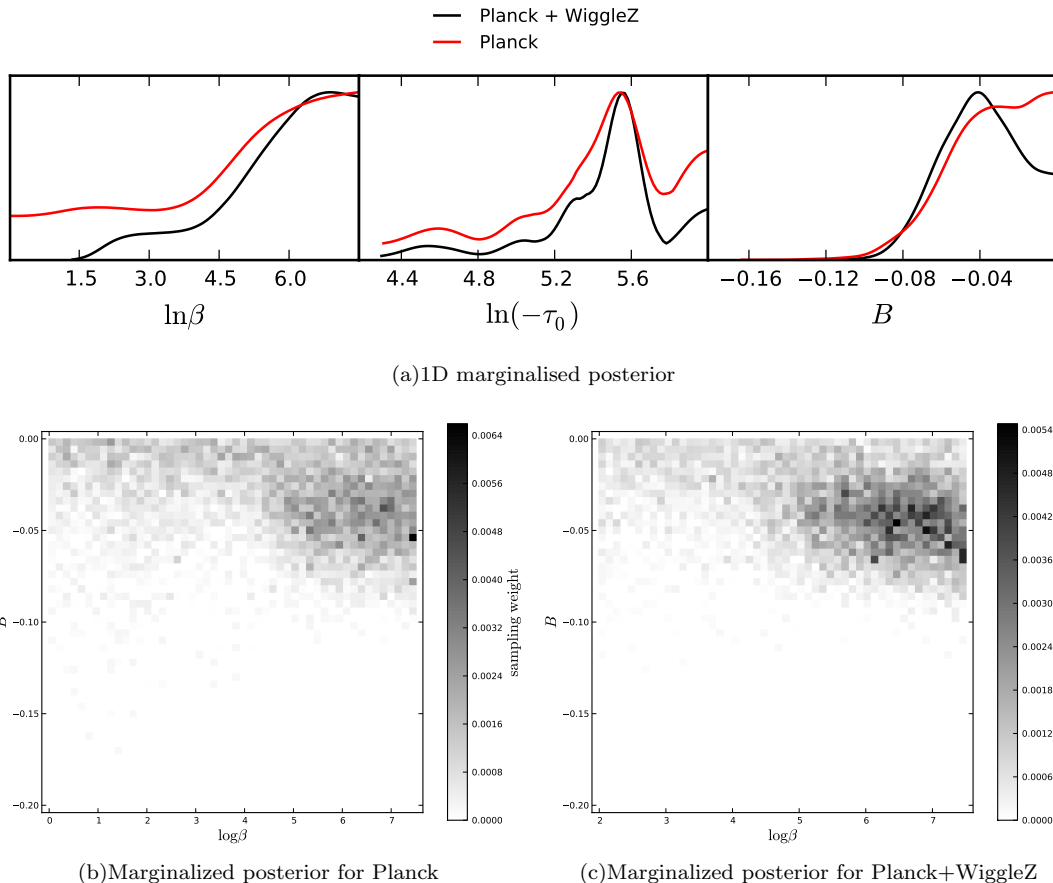 Planck + WiggleZ
Planck
1.5 3.0 4.5 6.0
4.4 4.8 5.2 5.6
−0.16 −0.12 −0.08 −0.04
lnβ
ln(−τ₀)
B
(a)1D marginalised posterior
0.00
−0.05
−0.10
−0.15
−0.20
B
0 1 2 3 4 5 6 7
logβ
0.0064
0.0056
0.0048
0.0040
0.0032
0.0024
0.0016
0.0008
0.0000
sampling weight
(b)Marginalized posterior for Planck
0.00
−0.05
−0.10
−0.15
−0.20
B
2 3 4 5 6 7
logβ
0.0054
0.0048
0.0042
0.0036
0.0030
0.0024
0.0018
0.0012
0.0006
0.0000
(c)Marginalized posterior for Planck+WiggleZ